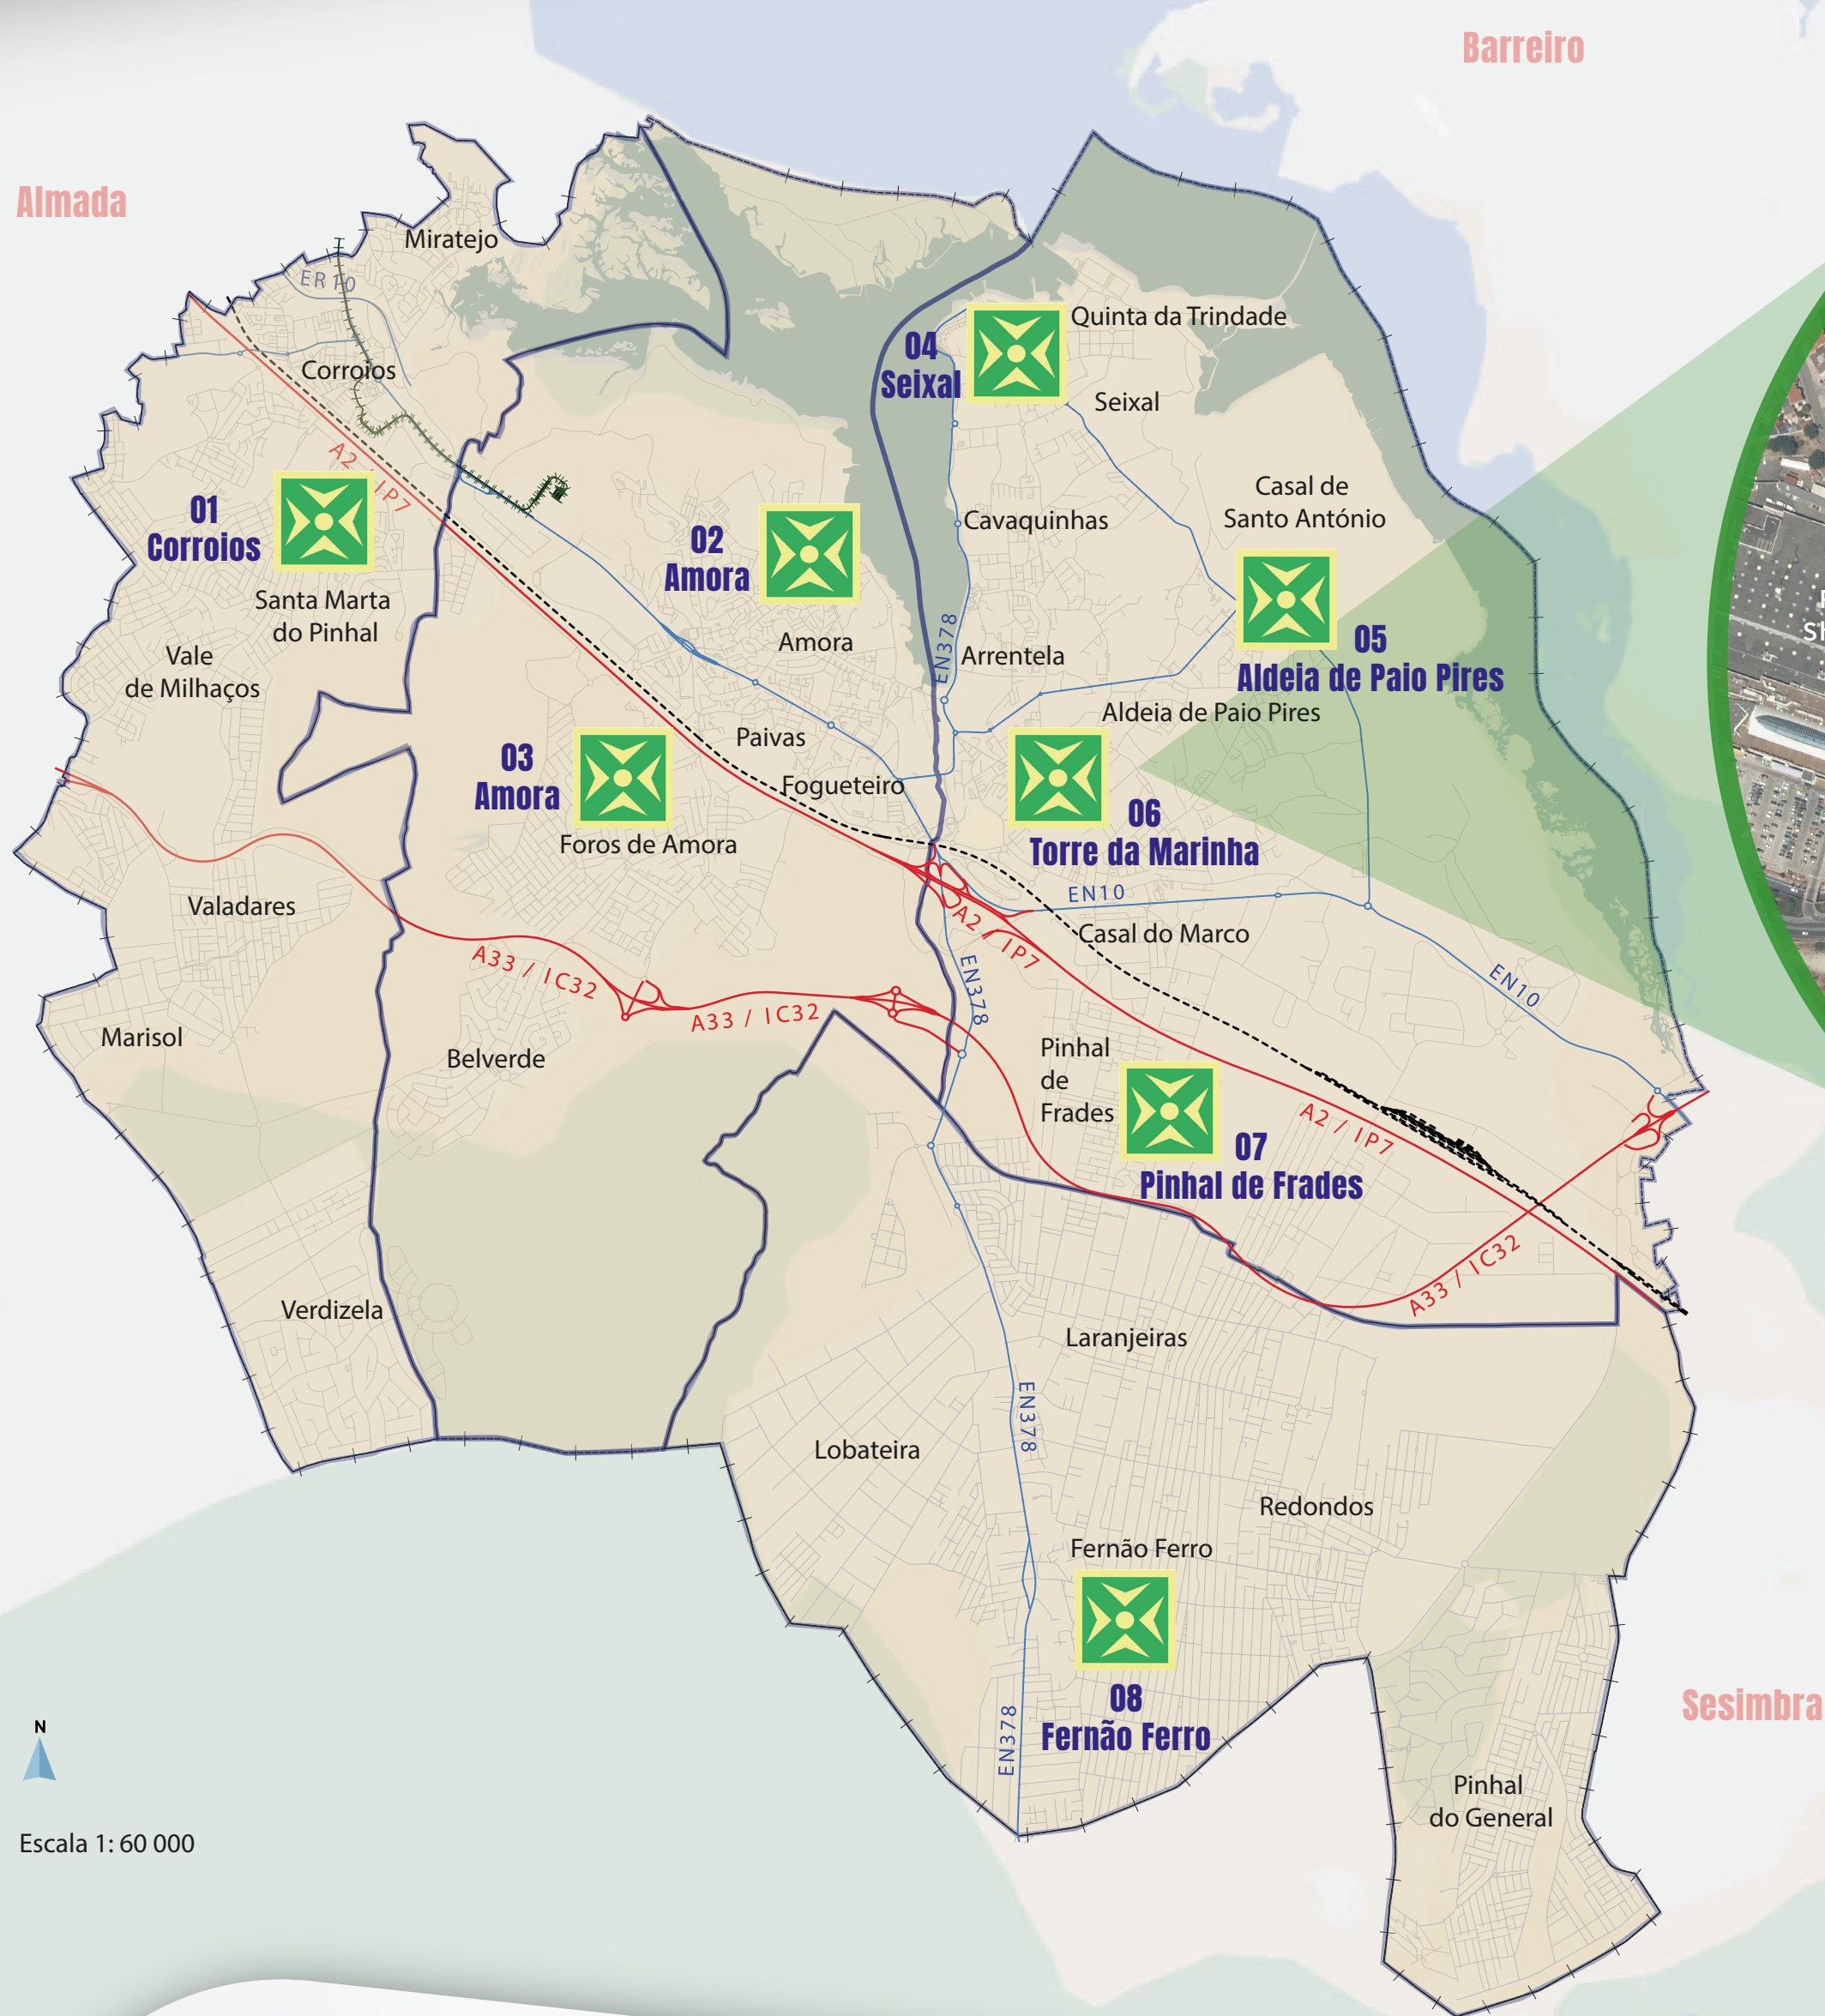 Barreiro
Almada
Miratejo
ER10
Quinta da Trindade
04
Seixal
Corroios
Seixal
A2 / IP7
Casal de
Santo António
01
Corroios
Cavaquinhas
02
Amora
Santa Marta
do Pinhal
Amora
EN378
Arrentela
05
Aldeia de Paio Pires
Vale
de Milhaços
Aldeia de Paio Pires
Paivas
03
Amora
Fogueteiro
06
Torre da Marinha
Foros de Amora
EN10
Valadares
A2 / IP7
Casal do Marco
A33 / IC32
EN378
EN10
A33 / IC32
Marisol
Belverde
Pinhal
de
Frades
A2 / IP7
07
Pinhal de Frades
A33 / IC32
Verdizela
Laranjeiras
EN378
Lobateira
Redondos
Fernão Ferro
08
Fernão Ferro
EN378
Sesimbra
N
Pinhal
do General
Escala 1: 60 000